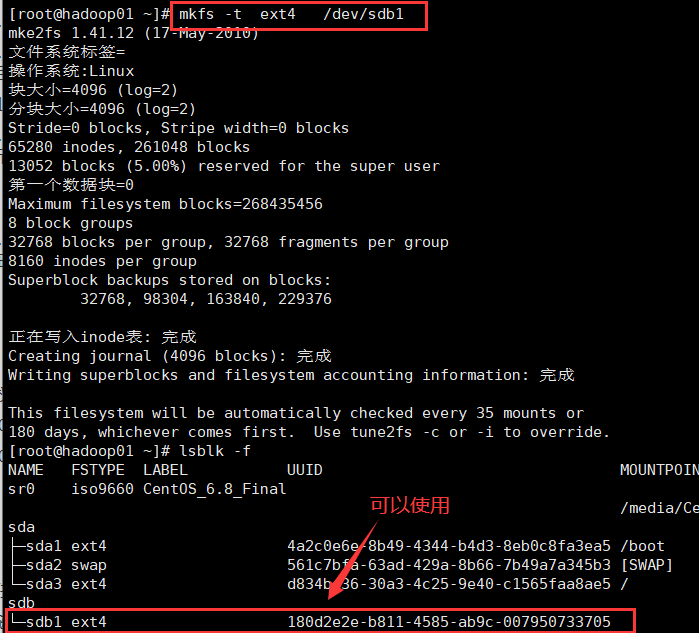 [root@hadoop01 ~]# mkfs -t  ext4   /dev/sdb1
mke2fs 1.41.12 (17-May-2010)
文件系统标签=
操作系统:Linux
块大小=4096 (log=2)
分块大小=4096 (log=2)
Stride=0 blocks, Stripe width=0 blocks
65280 inodes, 261048 blocks
13052 blocks (5.00%) reserved for the super user
第一个数据块=0
Maximum filesystem blocks=268435456
8 block groups
32768 blocks per group, 32768 fragments per group
8160 inodes per group
Superblock backups stored on blocks:
        32768, 98304, 163840, 229376
正在写入inode表: 完成
Creating journal (4096 blocks): 完成
Writing superblocks and filesystem accounting information: 完成
This filesystem will be automatically checked every 35 mounts or
180 days, whichever comes first.  Use tune2fs -c or -i to override.
[root@hadoop01 ~]# lsblk -f
NAME   FSTYPE  LABEL           UUID                                 MOUNTPOIN
sr0    iso9660 CentOS_6.8_Final
可以使用
/media/Ce
sda
├─sda1 ext4                    4a2c0e6e-8b49-4344-b4d3-8eb0c8fa3ea5 /boot
├─sda2 swap                    561c7bfa-63ad-429a-8b66-7b49a7a345b3 [SWAP]
└─sda3 ext4                    d834b 36-30a3-4c25-9e40-c1565faa8ae5 /
sdb
└─sdb1 ext4                    180d2e2e-b811-4585-ab9c-007950733705